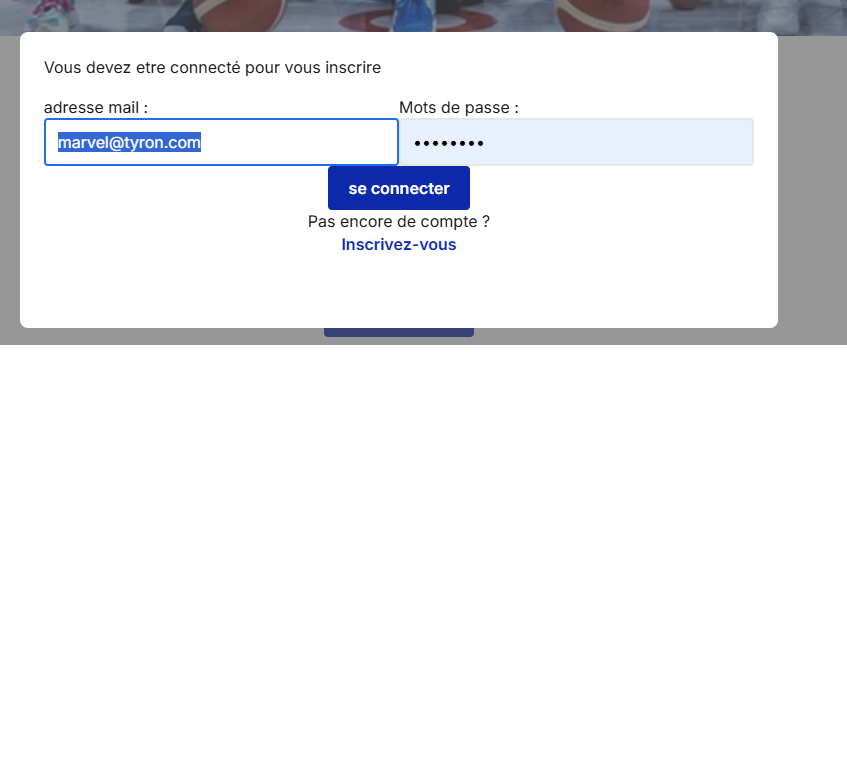 Vous devez etre connecté pour vous inscrire
adresse mail :
Mots de passe :
marvel@tyron.com
••••••••
se connecter
Pas encore de compte ?
Inscrivez-vous